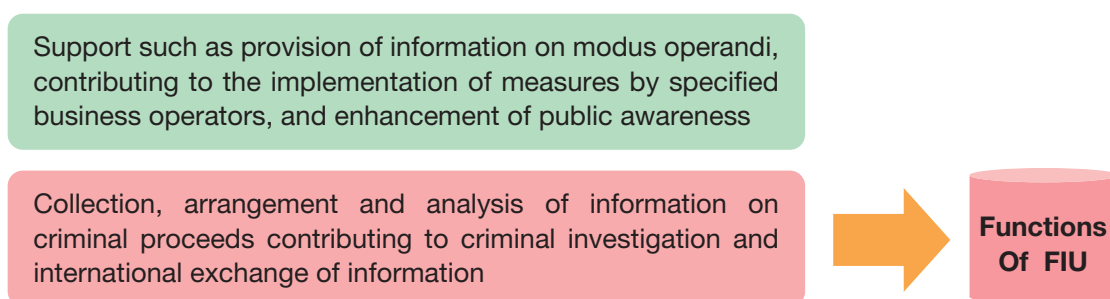 Support such as provision of information on modus operandi,
contributing to the implementation of measures by specified
business operators, and enhancement of public awareness
Collection, arrangement and analysis of information on
criminal proceeds contributing to criminal investigation and
international exchange of information
Functions
Of FIU